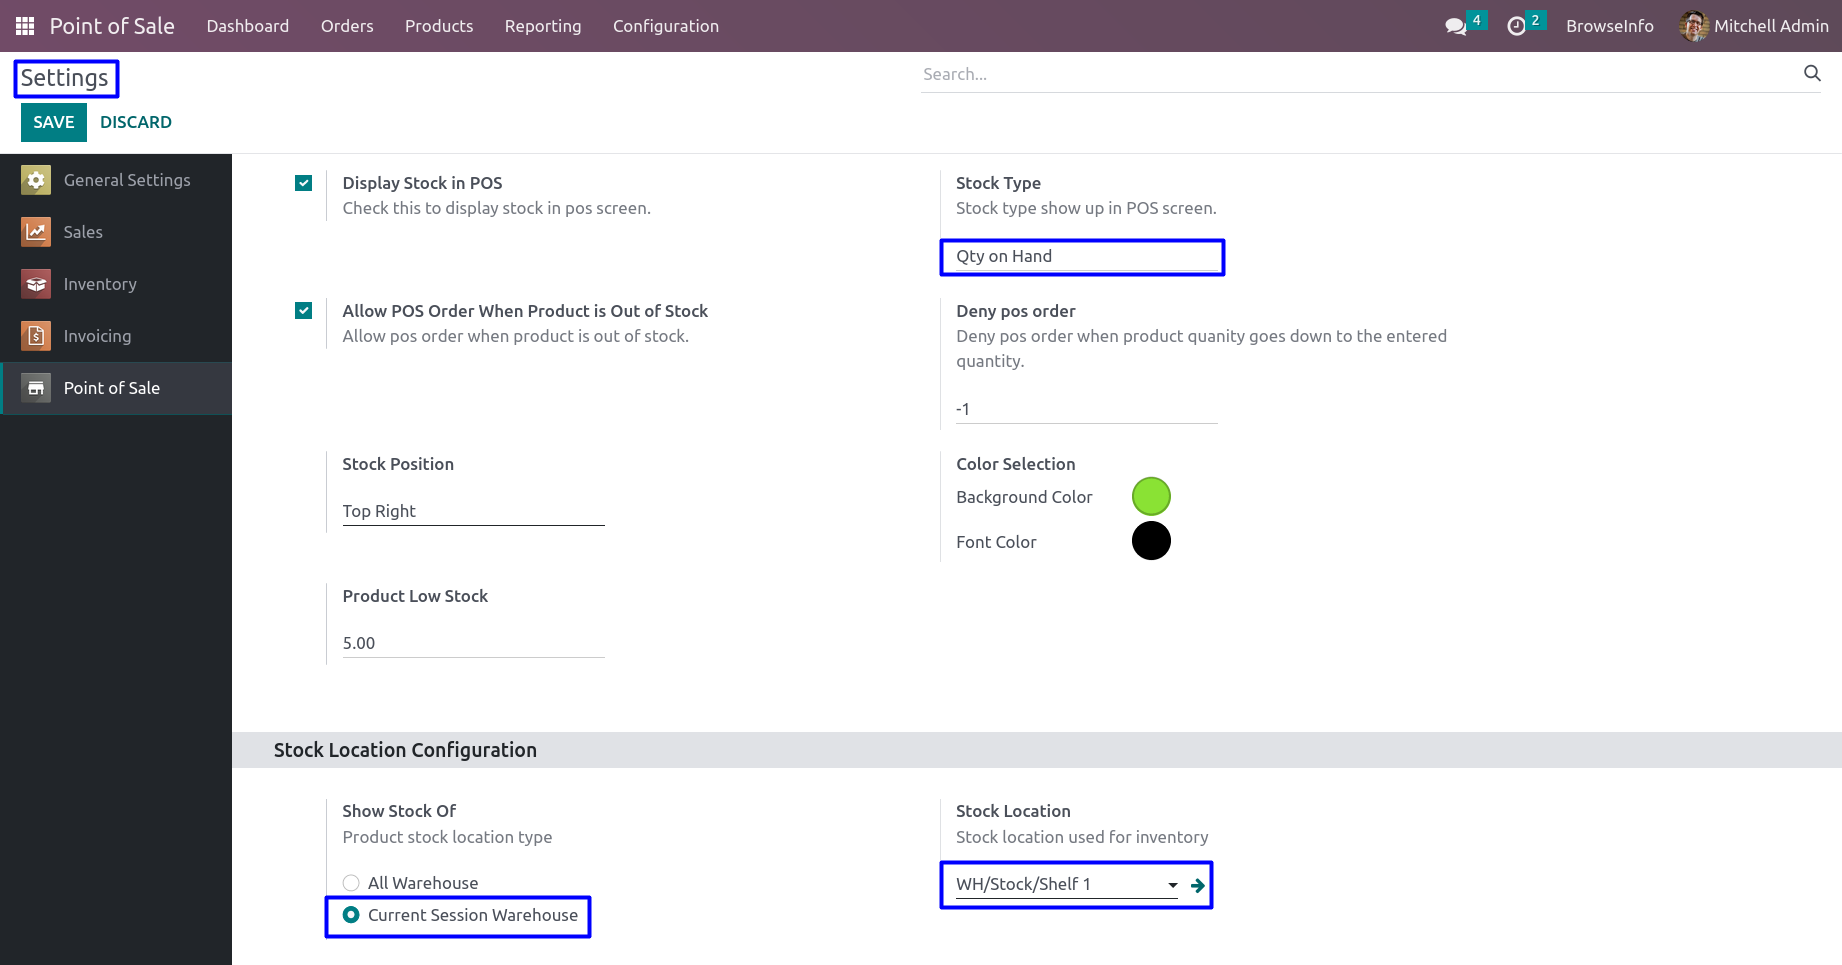 Point of Sale Dashboard Orders Products Reporting Configuration 4 2 BrowseInfo Mitchell Admin
Settings
Search...
SAVE DISCARD
General Settings
Sales
Inventory
Invoicing
Point of Sale
Display Stock in POS
Check this to display stock in pos screen.
Stock Type
Stock type show up in POS screen.
Qty on Hand
Allow POS Order When Product is Out of Stock
Allow pos order when product is out of stock.
Deny pos order
Deny pos order when product quanity goes down to the entered
quantity.
-1
Stock Position
Top Right
Color Selection
Background Color
Font Color
Product Low Stock
5.00
Stock Location Configuration
Show Stock Of
Product stock location type
All Warehouse
Current Session Warehouse
Stock Location
Stock location used for inventory
WH/Stock/Shelf 1